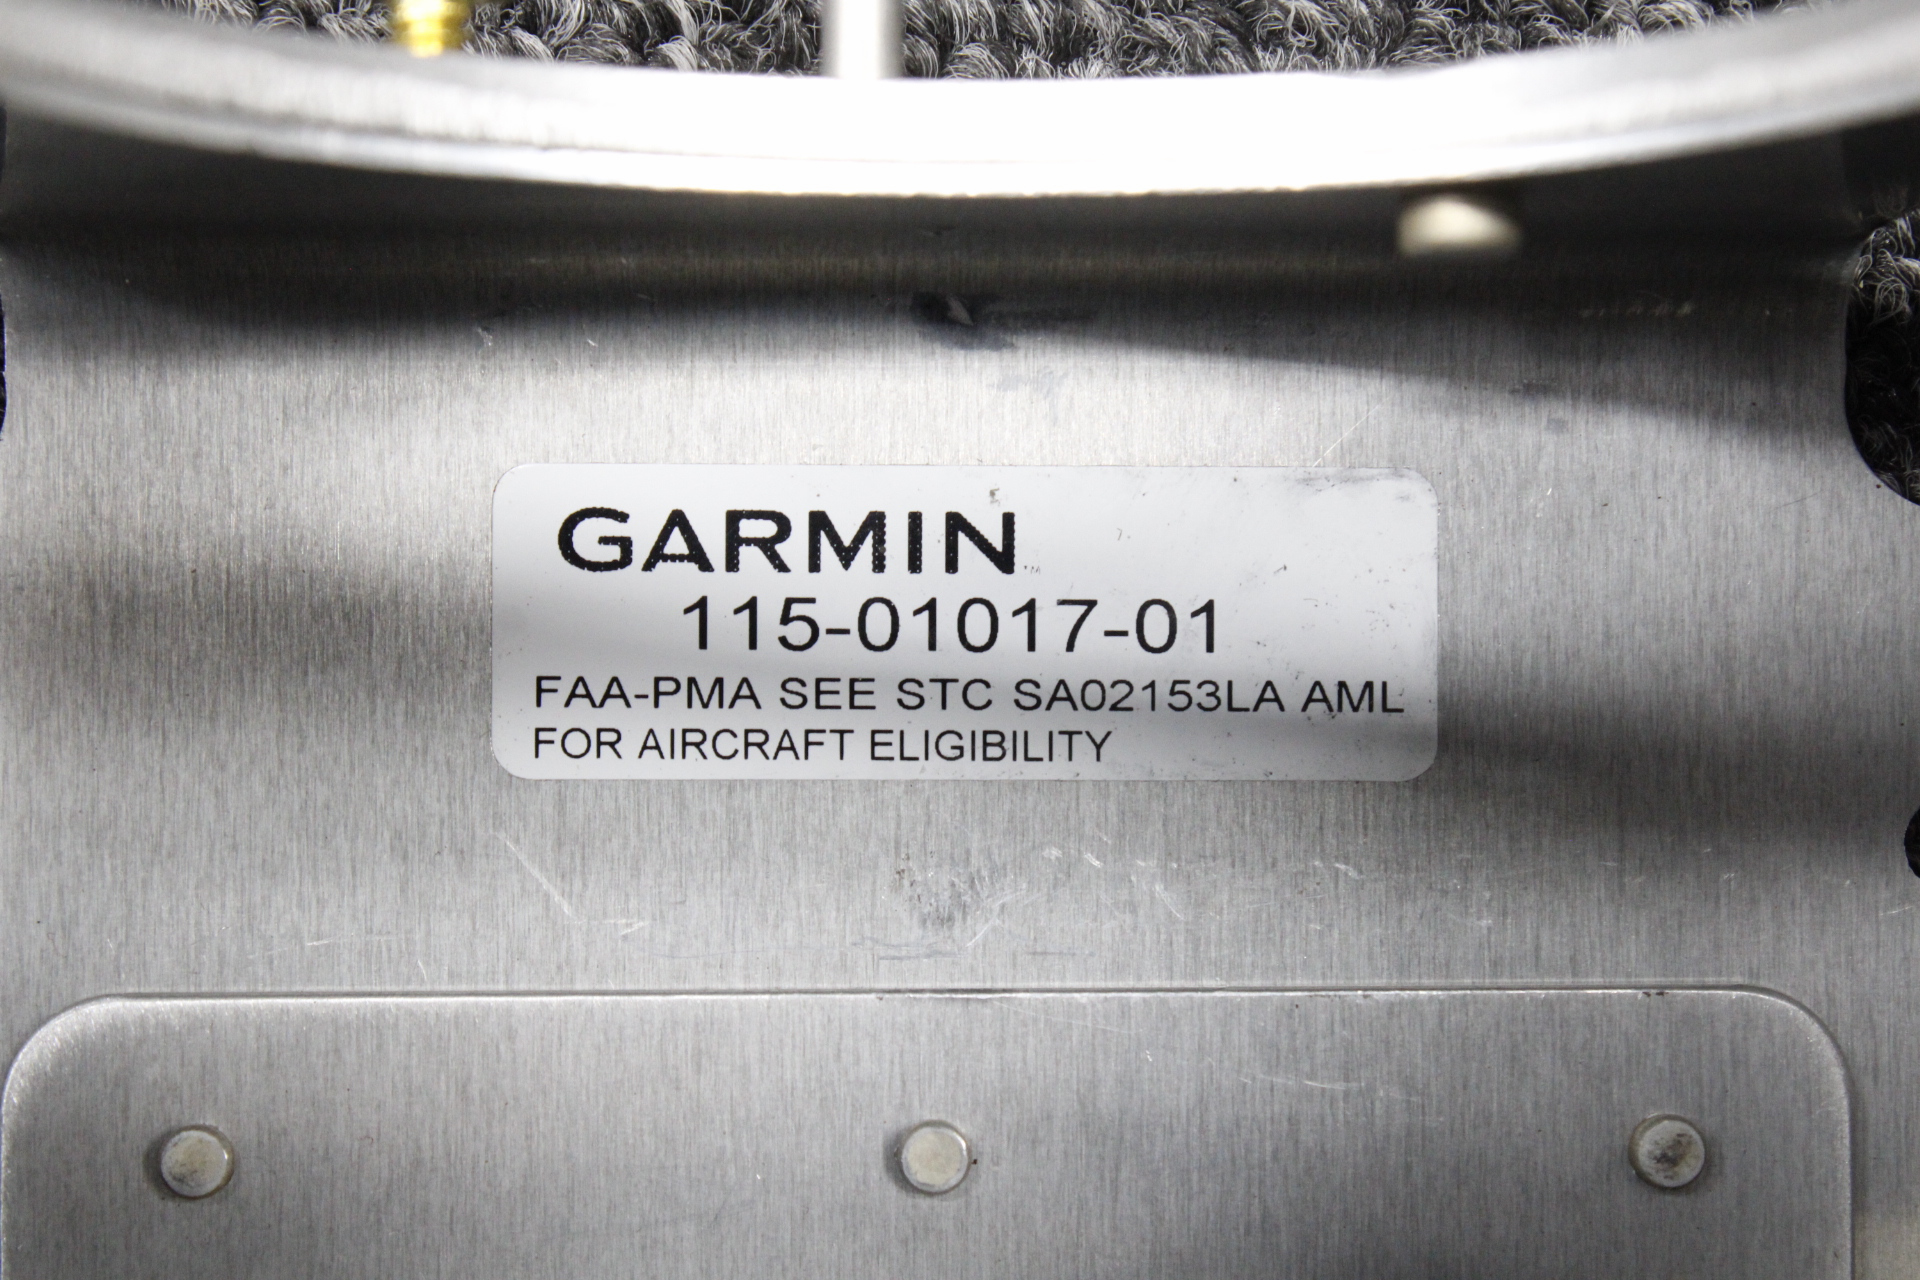 GARMIN
115-01017-01
FAA-PMA SEE STC SA02153LA AML
FOR AIRCRAFT ELIGIBILITY